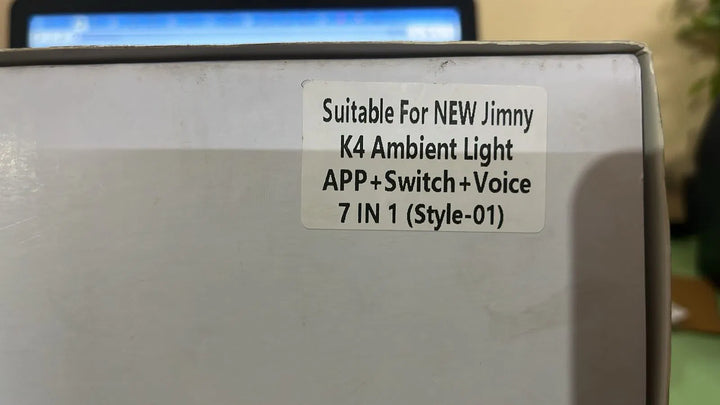 Suitable For NEW Jimny
K4 Ambient Light
APP+Switch+Voice
7 IN 1 (Style-01)